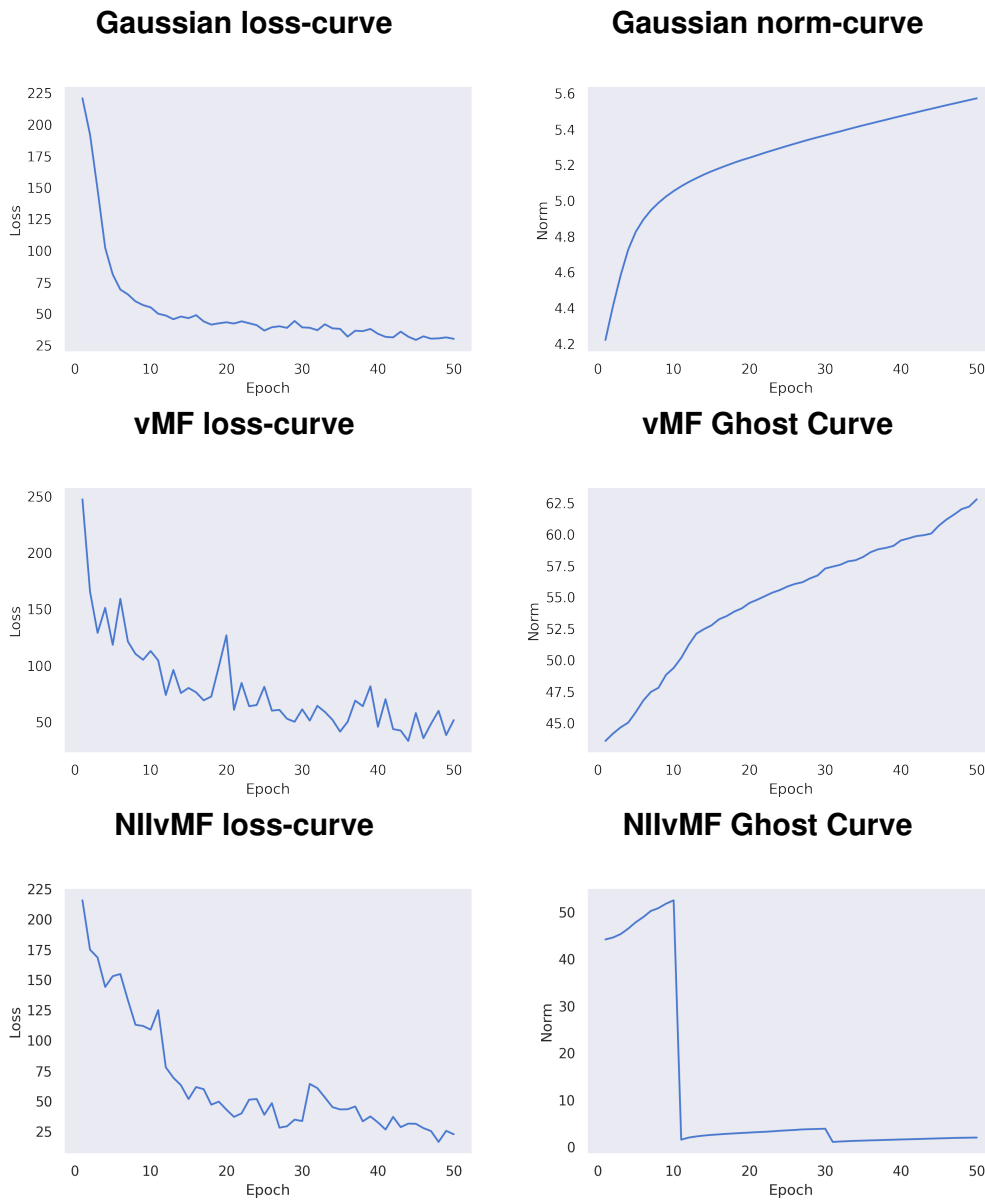 Gaussian loss-curve
Gaussian norm-curve
225
200
175
150
125
100
75
50
25
Loss
0 10 20 30 40 50
Epoch
5.6
5.4
5.2
5.0
4.8
4.6
4.4
4.2
Norm
0 10 20 30 40 50
Epoch
vMF loss-curve
vMF Ghost Curve
250
200
150
100
50
Loss
0 10 20 30 40 50
Epoch
62.5
60.0
57.5
55.0
52.5
50.0
47.5
45.0
Norm
0 10 20 30 40 50
Epoch
NllvMF loss-curve
NllvMF Ghost Curve
225
200
175
150
125
100
75
50
25
Loss
0 10 20 30 40 50
Epoch
50
40
30
20
10
0
Norm
0 10 20 30 40 50
Epoch